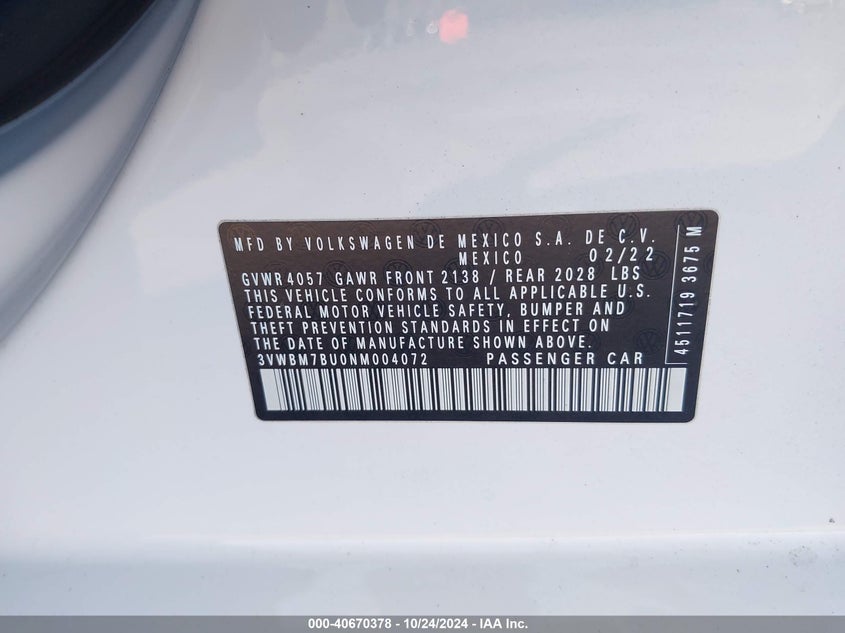 MFD BY VOLKSWAGEN DE MEXICO S.A. DE C.V.
MEXICO 02/22
GVWR 4057 GAWR FRONT 2138 / REAR 2028 LBS
THIS VEHICLE CONFORMS TO ALL APPLICABLE U.S.
FEDERAL MOTOR VEHICLE SAFETY, BUMPER AND
THEFT PREVENTION STANDARDS IN EFFECT ON
THE DATE OF MANUFACTURE SHOWN ABOVE.
3VWBM7BU0NM004072 PASSENGER CAR
4511719 3675 M
000-40670378 - 10/24/2024 - IAA Inc.